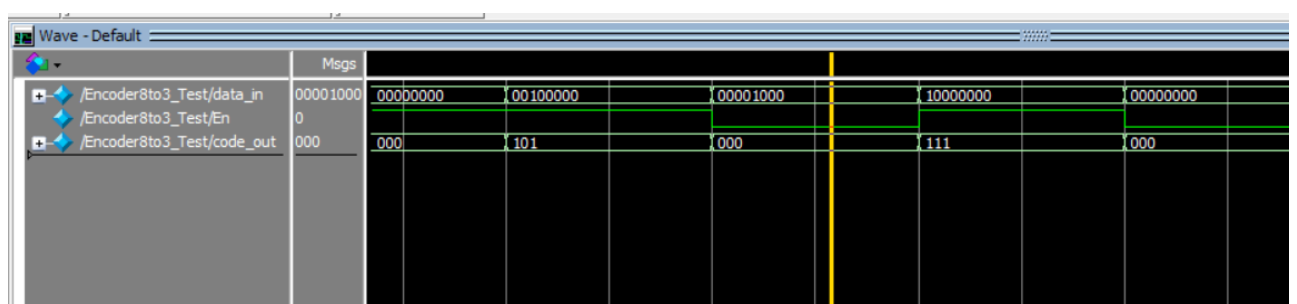 Wave - Default
Msgs
/Encoder8to3_Test/data_in 00001000 00000000 00100000 00001000 10000000 00000000
/Encoder8to3_Test/En 0
/Encoder8to3_Test/code_out 000 000 101 000 111 000